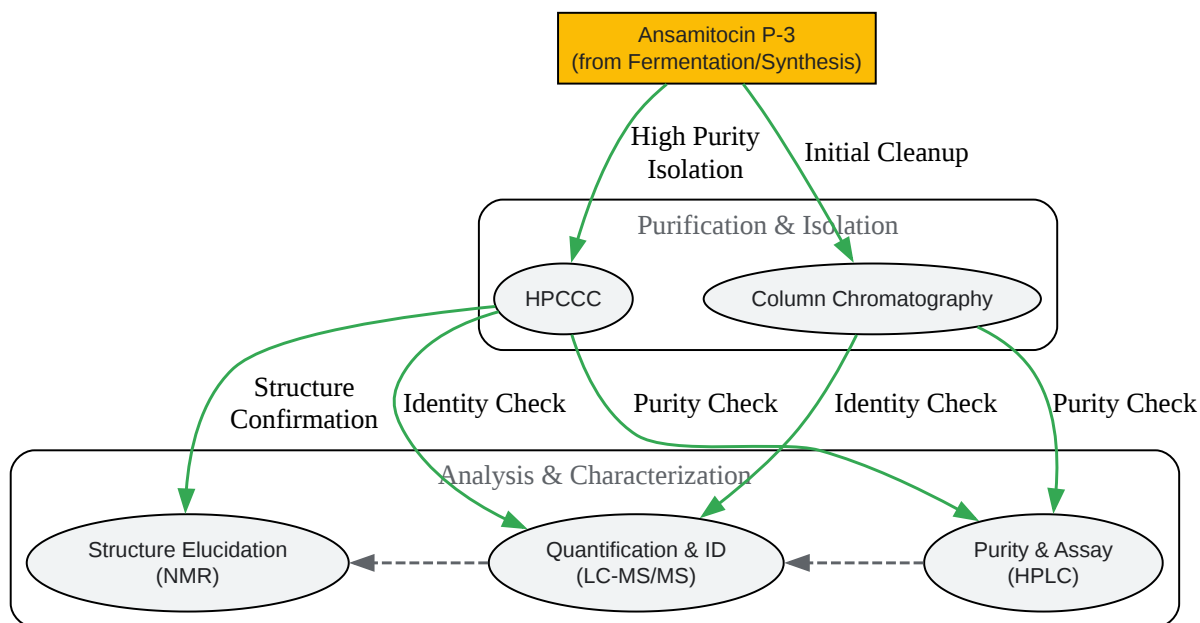 Ansamitocin P-3
(from Fermentation/Synthesis)
High Purity
Isolation
Initial Cleanup
Purification & Isolation
HPCCC
Column Chromatography
Structure
Confirmation
Identity Check
Purity Check
Identity Check
Purity Check
Analysis & Characterization
Structure Elucidation
(NMR)
Quantification & ID
(LC-MS/MS)
Purity & Assay
(HPLC)